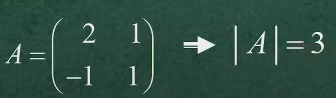 A = ( 2 1 ) ➔ |A| = 3
( −1 1 )